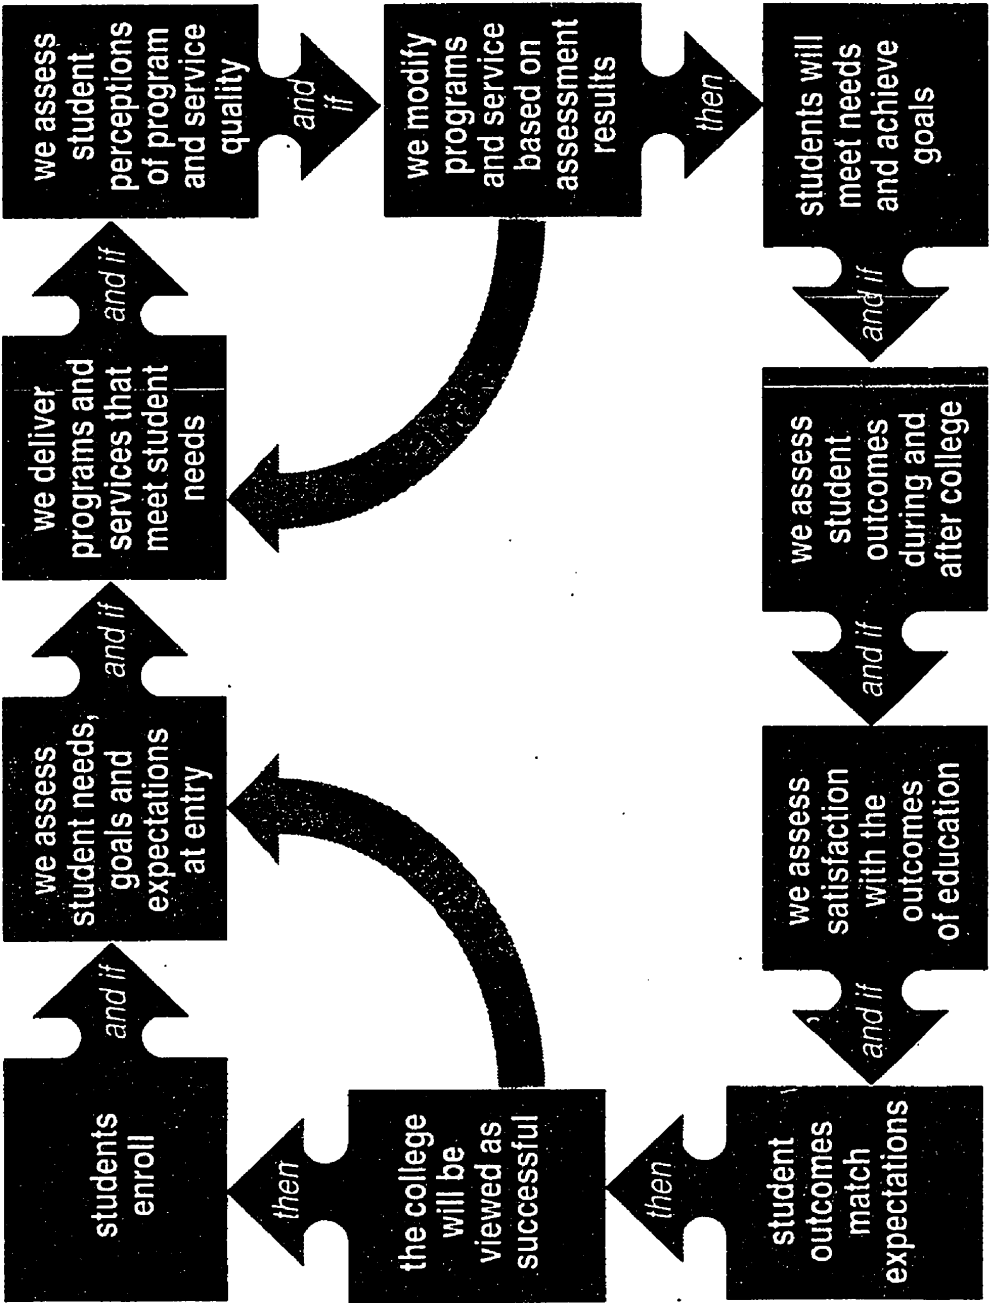 students
enroll
and if
we assess
student needs,
goals and
expectations
at entry
and if
we deliver
programs and
services that
meet student
needs
and if
we assess
student
perceptions
of program
and service
quality
and
if
we modify
programs
and service
based on
assessment
results
then
students will
meet needs
and achieve
goals
and if
we assess
student
outcomes
during and
after college
and if
we assess
satisfaction
with the
outcomes
of education
and if
student
outcomes
match
expectations
then
the college
will be
viewed as
successful
then